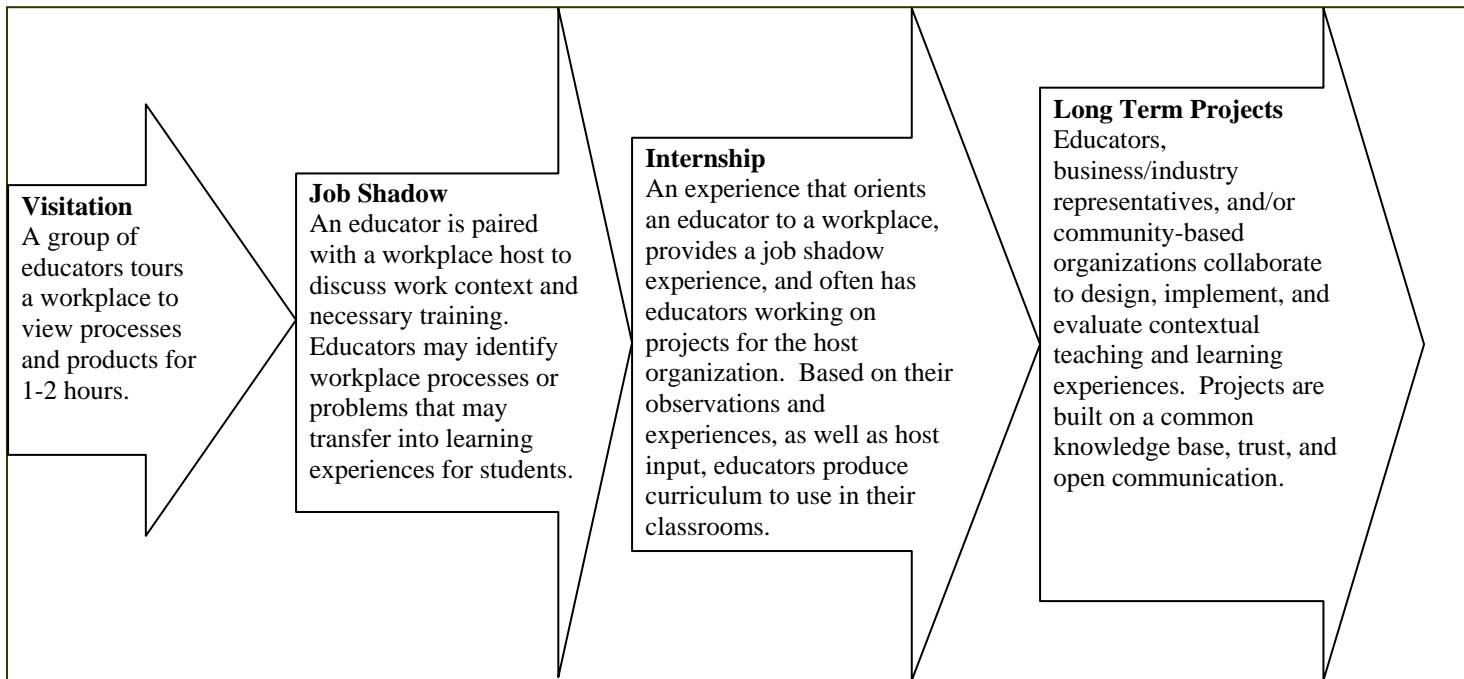 Visitation
A group of
educators tours
a workplace to
view processes
and products for
1-2 hours.
Job Shadow
An educator is paired
with a workplace host to
discuss work context and
necessary training.
Educators may identify
workplace processes or
problems that may
transfer into learning
experiences for students.
Internship
An experience that orients
an educator to a workplace,
provides a job shadow
experience, and often has
educators working on
projects for the host
organization.  Based on their
observations and
experiences, as well as host
input, educators produce
curriculum to use in their
classrooms.
Long Term Projects
Educators,
business/industry
representatives, and/or
community-based
organizations collaborate
to design, implement, and
evaluate contextual
teaching and learning
experiences.  Projects are
built on a common
knowledge base, trust, and
open communication.